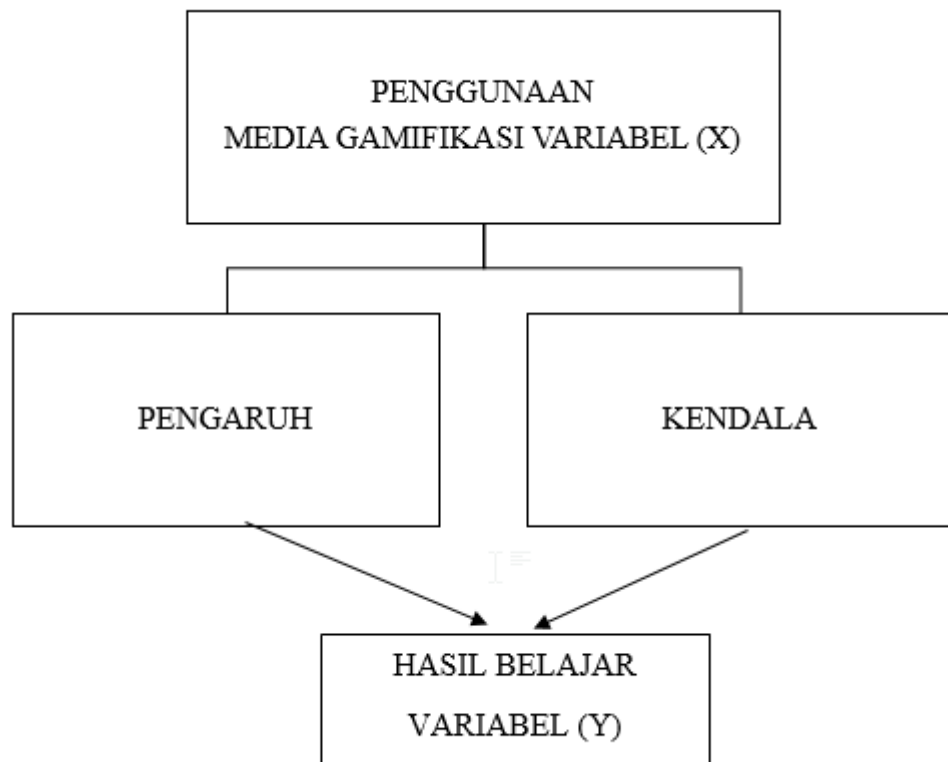 PENGGUNAAN
MEDIA GAMIFIKASI VARIABEL (X)
PENGARUH
KENDALA
HASIL BELAJAR
VARIABEL (Y)